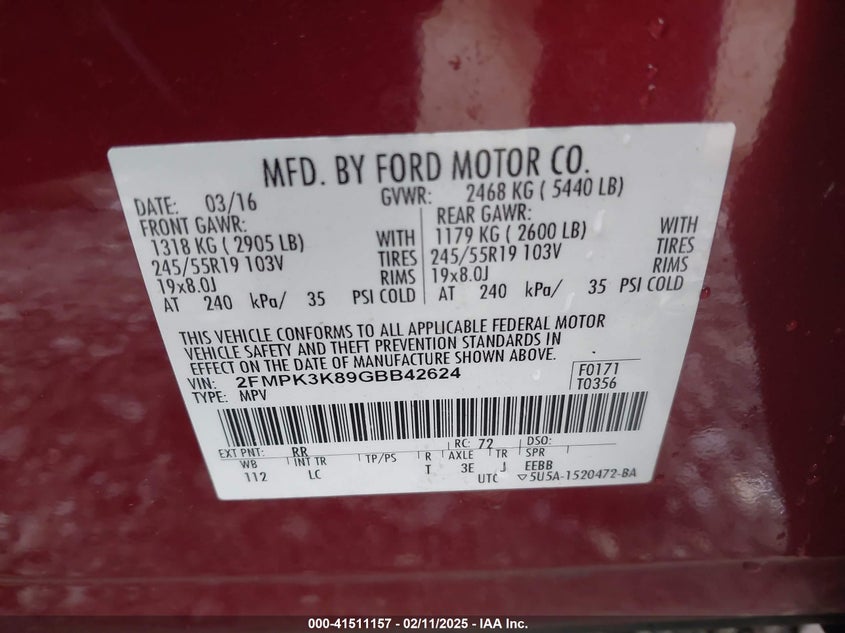 MFD. BY FORD MOTOR CO.
DATE: 03/16 GVWR: 2468 KG ( 5440 LB)
FRONT GAWR: REAR GAWR:
1318 KG ( 2905 LB) WITH 1179 KG ( 2600 LB) WITH
245/55R19 103V TIRES 245/55R19 103V TIRES
19x8.0J RIMS 19x8.0J RIMS
AT 240 kPa/ 35 PSI COLD AT 240 kPa/ 35 PSI COLD
THIS VEHICLE CONFORMS TO ALL APPLICABLE FEDERAL MOTOR
VEHICLE SAFETY AND THEFT PREVENTION STANDARDS IN
EFFECT ON THE DATE OF MANUFACTURE SHOWN ABOVE.
VIN: 2FMPK3K89GBB42624 F0171
TYPE: MPV T0356
EXT PNT: RR RC: 72 DSO:
WB INT TR TP/PS R AXLE TR SPR
112 LC T 3E J EEBB
UTC ▽5U5A-1520472-BA
000-41511157 - 02/11/2025 - IAA Inc.